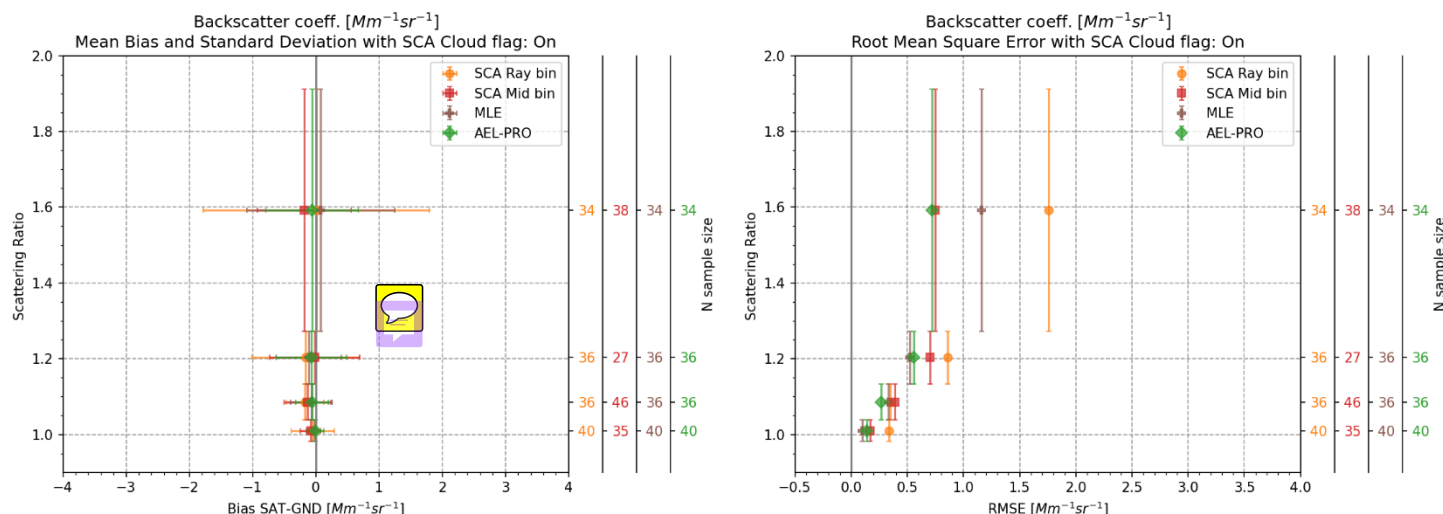 Backscatter coeff. [Mm⁻¹sr⁻¹]
Mean Bias and Standard Deviation with SCA Cloud flag: On
2.0
1.8
1.6
1.4
1.2
1.0
Scattering Ratio
SCA Ray bin
SCA Mid bin
MLE
AEL-PRO
34 38 34 34
36 27 36 36
36 46 36 36
40 35 40 40
N sample size
−4 −3 −2 −1 0 1 2 3 4
Bias SAT-GND [Mm⁻¹sr⁻¹]
Backscatter coeff. [Mm⁻¹sr⁻¹]
Root Mean Square Error with SCA Cloud flag: On
2.0
1.8
1.6
1.4
1.2
1.0
Scattering Ratio
SCA Ray bin
SCA Mid bin
MLE
AEL-PRO
34 38 34 34
36 27 36 36
36 46 36 36
40 35 40 40
N sample size
−0.5 0.0 0.5 1.0 1.5 2.0 2.5 3.0 3.5 4.0
RMSE [Mm⁻¹sr⁻¹]